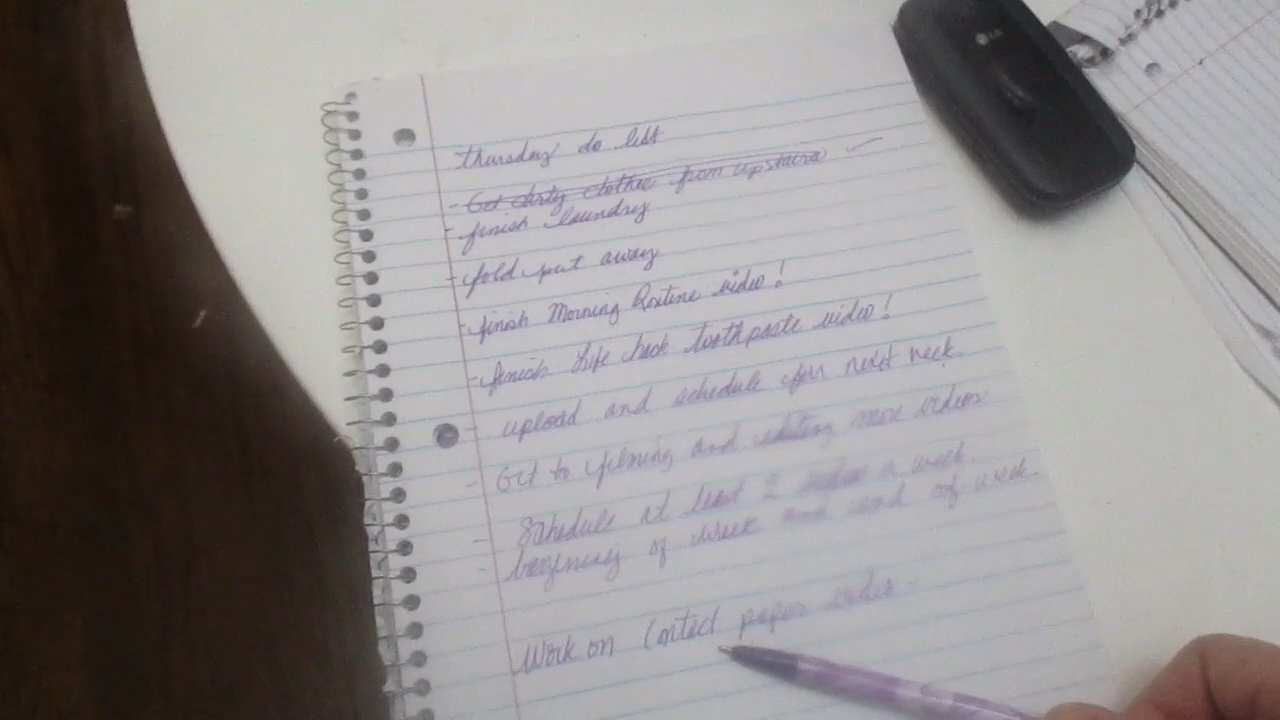 thursday do list
- Get dirty clothes from upstairs ✓
- finish laundry
- fold put away
- finish Morning Routine video!
- finish Life hack toothpaste video!
- upload and schedule for next week.
- Get to filming and editing more videos
- Schedule at least 2 videos a week.
- beginning of week and end of week.
Work on Contact paper video.
LG